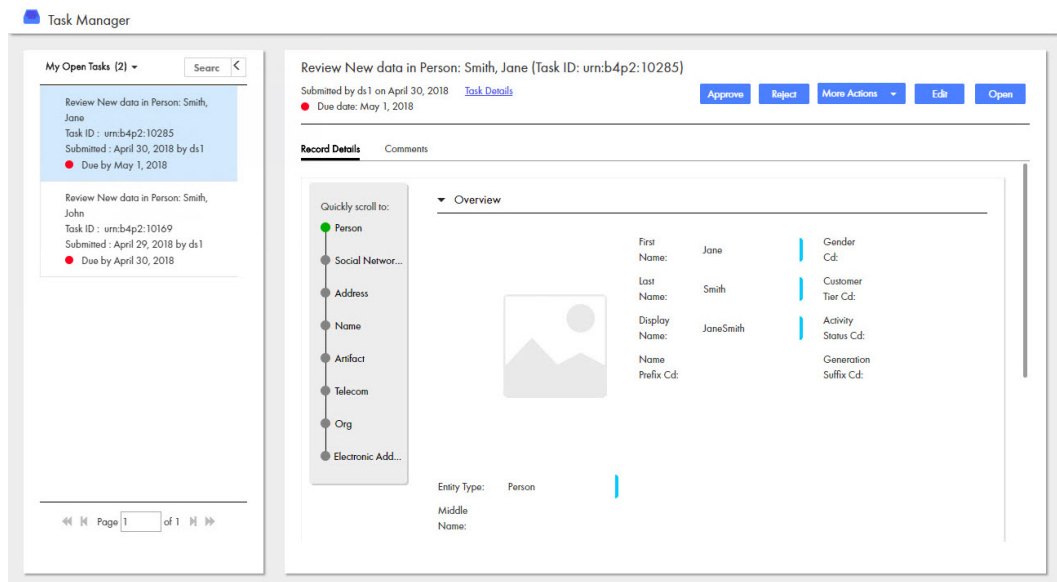 Task Manager
My Open Tasks (2)
Searc
Review New data in Person: Smith,
Jane
Task ID : urn:b4p2:10285
Submitted : April 30, 2018 by ds1
Due by May 1, 2018
Review New data in Person: Smith,
John
Task ID : urn:b4p2:10169
Submitted : April 29, 2018 by ds1
Due by April 30, 2018
Page 1 of 1
Review New data in Person: Smith, Jane (Task ID: urn:b4p2:10285)
Submitted by ds1 on April 30, 2018 Task Details
Due date: May 1, 2018
Approve Reject More Actions Edit Open
Record Details Comments
Quickly scroll to:
Person
Social Networ...
Address
Name
Artifact
Telecom
Org
Electronic Add...
Overview
First
Name:
Jane
Gender
Cd:
Last
Name:
Smith
Customer
Tier Cd:
Display
Name:
JaneSmith
Activity
Status Cd:
Name
Prefix Cd:
Generation
Suffix Cd:
Entity Type: Person
Middle
Name: